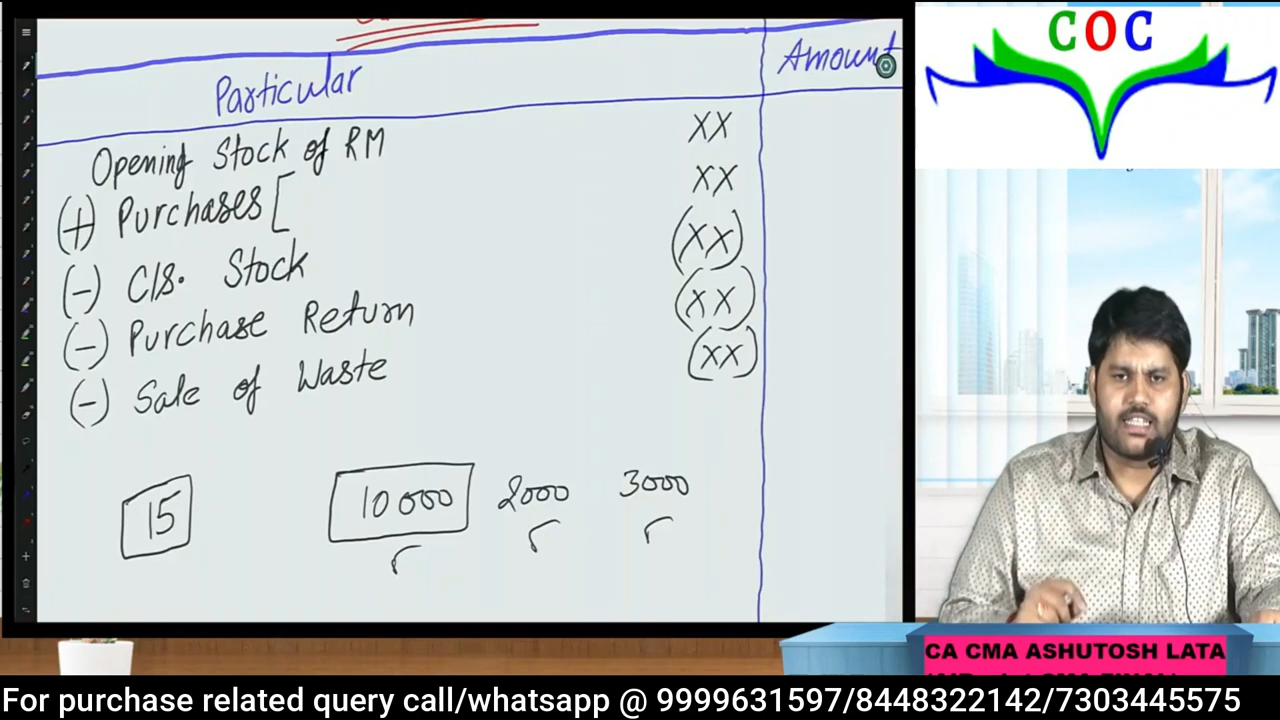 Particular
Amount
Opening Stock of RM XX
(+) Purchases [ XX
(-) C/S. Stock (XX)
(-) Purchase Return (XX)
(-) Sale of Waste (XX)
15 10000 2000 3000
COC
CA CMA ASHUTOSH LATA
For purchase related query call/whatsapp @ 9999631597/8448322142/7303445575